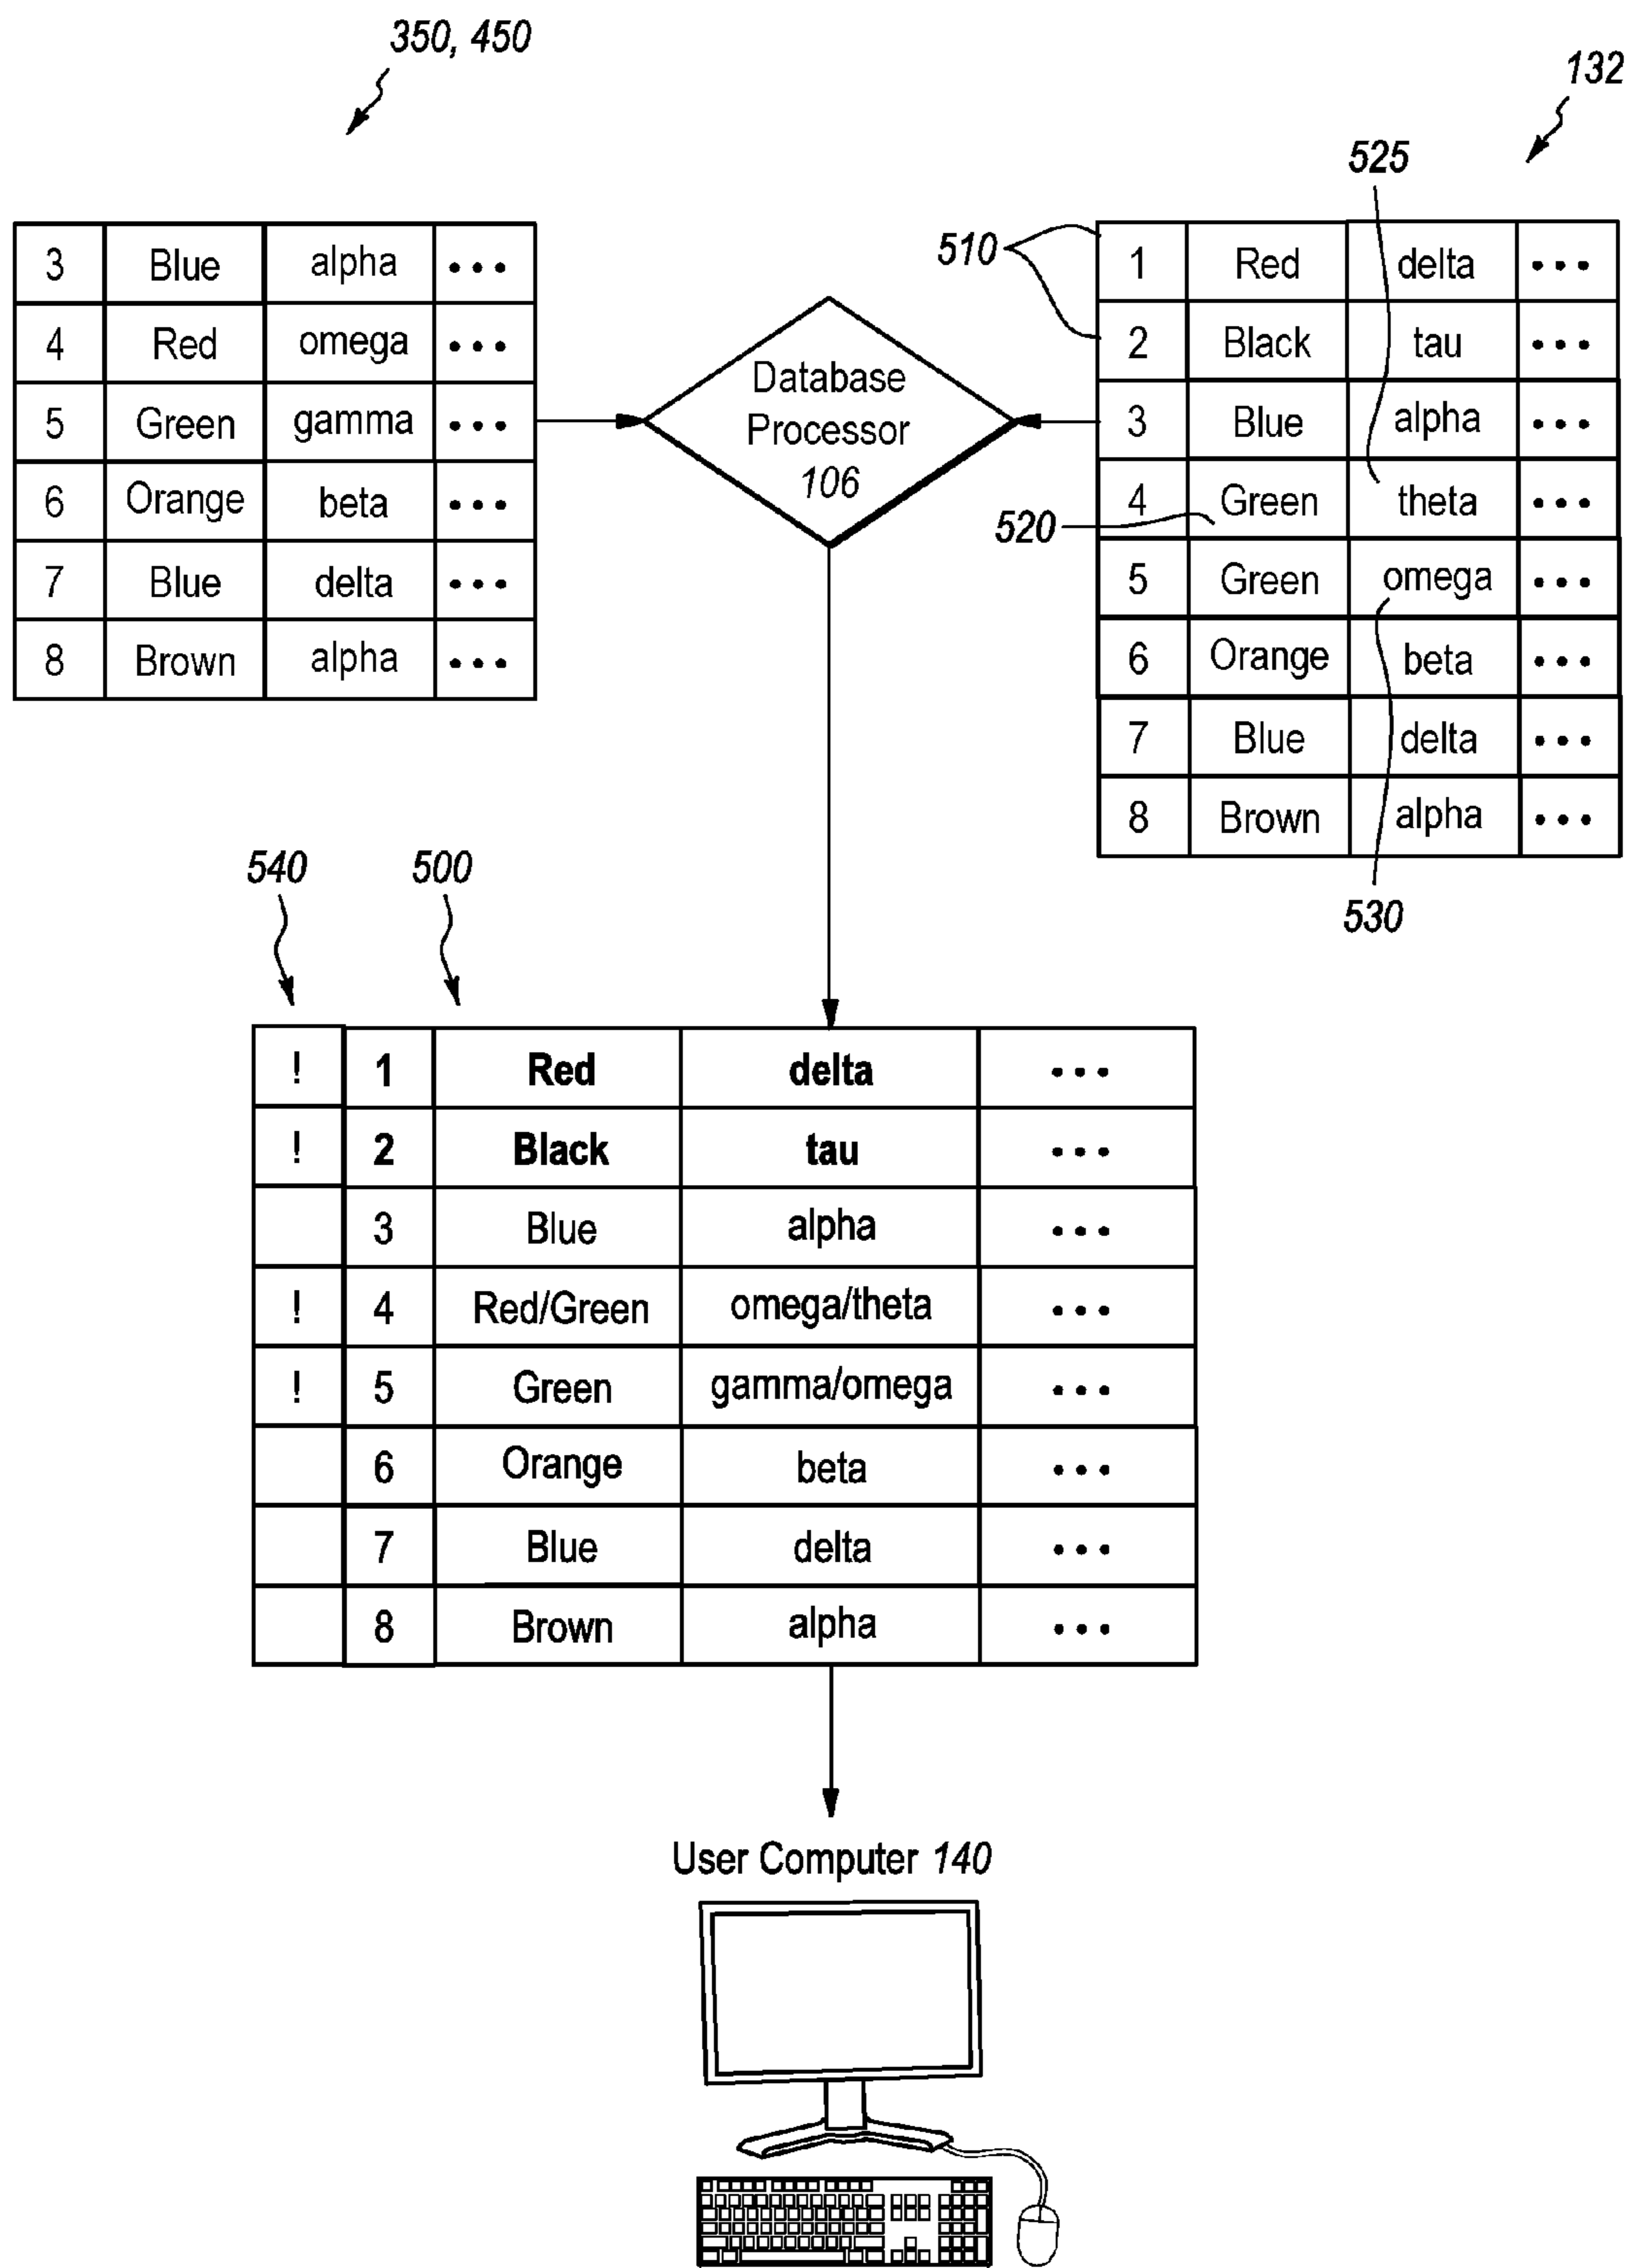 350, 450
132
525
3 Blue alpha •••
4 Red omega •••
5 Green gamma •••
6 Orange beta •••
7 Blue delta •••
8 Brown alpha •••
Database
Processor
106
510
520
1 Red delta •••
2 Black tau •••
3 Blue alpha •••
4 Green theta •••
5 Green omega •••
6 Orange beta •••
7 Blue delta •••
8 Brown alpha •••
530
540 500
! 1 Red delta •••
! 2 Black tau •••
3 Blue alpha •••
! 4 Red/Green omega/theta •••
! 5 Green gamma/omega •••
6 Orange beta •••
7 Blue delta •••
8 Brown alpha •••
User Computer 140